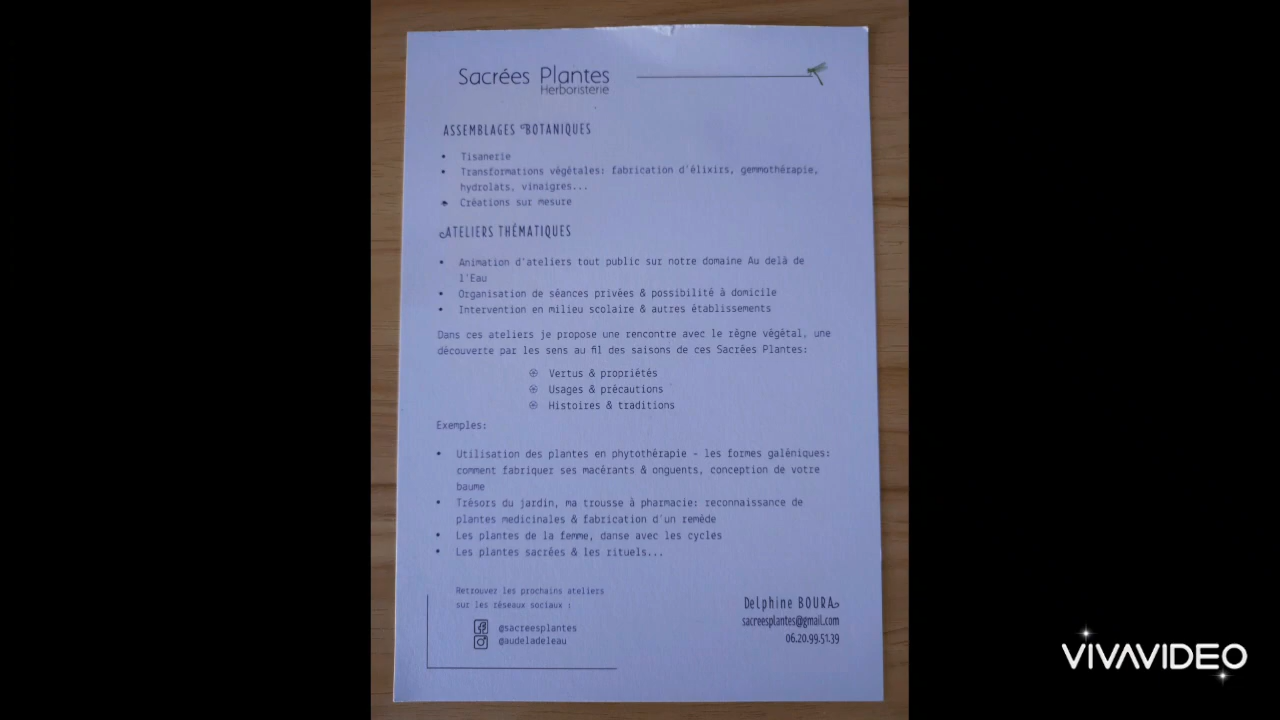 Sacrées Plantes
Herboristerie
ASSEMBLAGES BOTANIQUES
• Tisanerie
• Transformations végétales: fabrication d'élixirs, gemmothérapie,
hydrolats, vinaigres...
• Créations sur mesure
ATELIERS THÉMATIQUES
• Animation d'ateliers tout public sur notre domaine Au delà de
l'Eau
• Organisation de séances privées & possibilité à domicile
• Intervention en milieu scolaire & autres établissements
Dans ces ateliers je propose une rencontre avec le règne végétal, une
découverte par les sens au fil des saisons de ces Sacrées Plantes:
Vertus & propriétés
Usages & précautions
Histoires & traditions
Exemples:
• Utilisation des plantes en phytothérapie - les formes galéniques:
comment fabriquer ses macérants & onguents, conception de votre
baume
• Trésors du jardin, ma trousse à pharmacie: reconnaissance de
plantes medicinales & fabrication d'un remède
• Les plantes de la femme, danse avec les cycles
• Les plantes sacrées & les rituels...
Retrouvez les prochains ateliers
sur les réseaux sociaux :
@sacreesplantes
@audeladeleau
Delphine BOURA
sacreesplantes@gmail.com
06.20.99.51.39
VIVAVIDEO